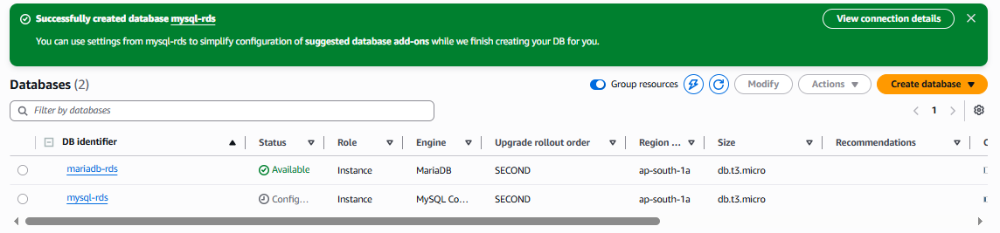 Successfully created database mysql-rds
View connection details
You can use settings from mysql-rds to simplify configuration of suggested database add-ons while we finish creating your DB for you.
Databases (2)
Group resources
Modify
Actions
Create database
Filter by databases
1
DB identifier
Status
Role
Engine
Upgrade rollout order
Region ...
Size
Recommendations
mariadb-rds
Available
Instance
MariaDB
SECOND
ap-south-1a
db.t3.micro
mysql-rds
Config...
Instance
MySQL Co...
SECOND
ap-south-1a
db.t3.micro